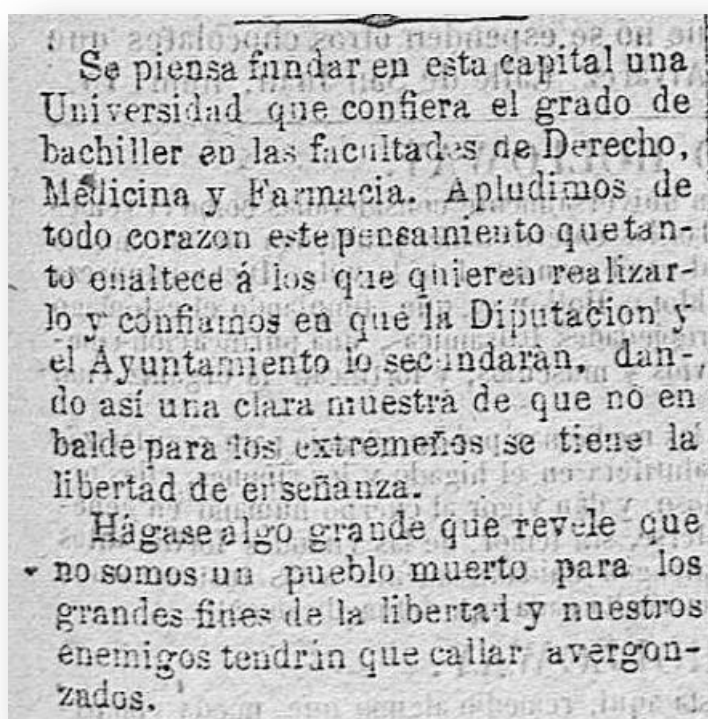 Se piensa fundar en esta capital una
Universidad que confiera el grado de
bachiller en las facultades de Derecho,
Medicina y Farmacia. Apludimos de
todo corazon este pensamiento que tan-
to enaltece á los que quieren realizar-
lo y confiamos en que la Diputacion y
el Ayuntamiento lo secundarán, dan-
do así una clara muestra de que no en
balde para los extremeños se tiene la
libertad de enseñanza.
Hágase algo grande que revele que
no somos un pueblo muerto para los
grandes fines de la libertad y nuestros
enemigos tendrán que callar avergon-
zados.